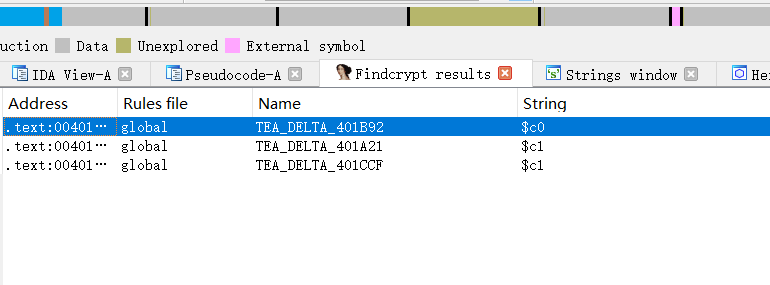 uction Data Unexplored External symbol
IDA View-A Pseudocode-A Findcrypt results Strings window He
Address Rules file Name String
.text:00401… global TEA_DELTA_401B92 $c0
.text:00401… global TEA_DELTA_401A21 $c1
.text:00401… global TEA_DELTA_401CCF $c1